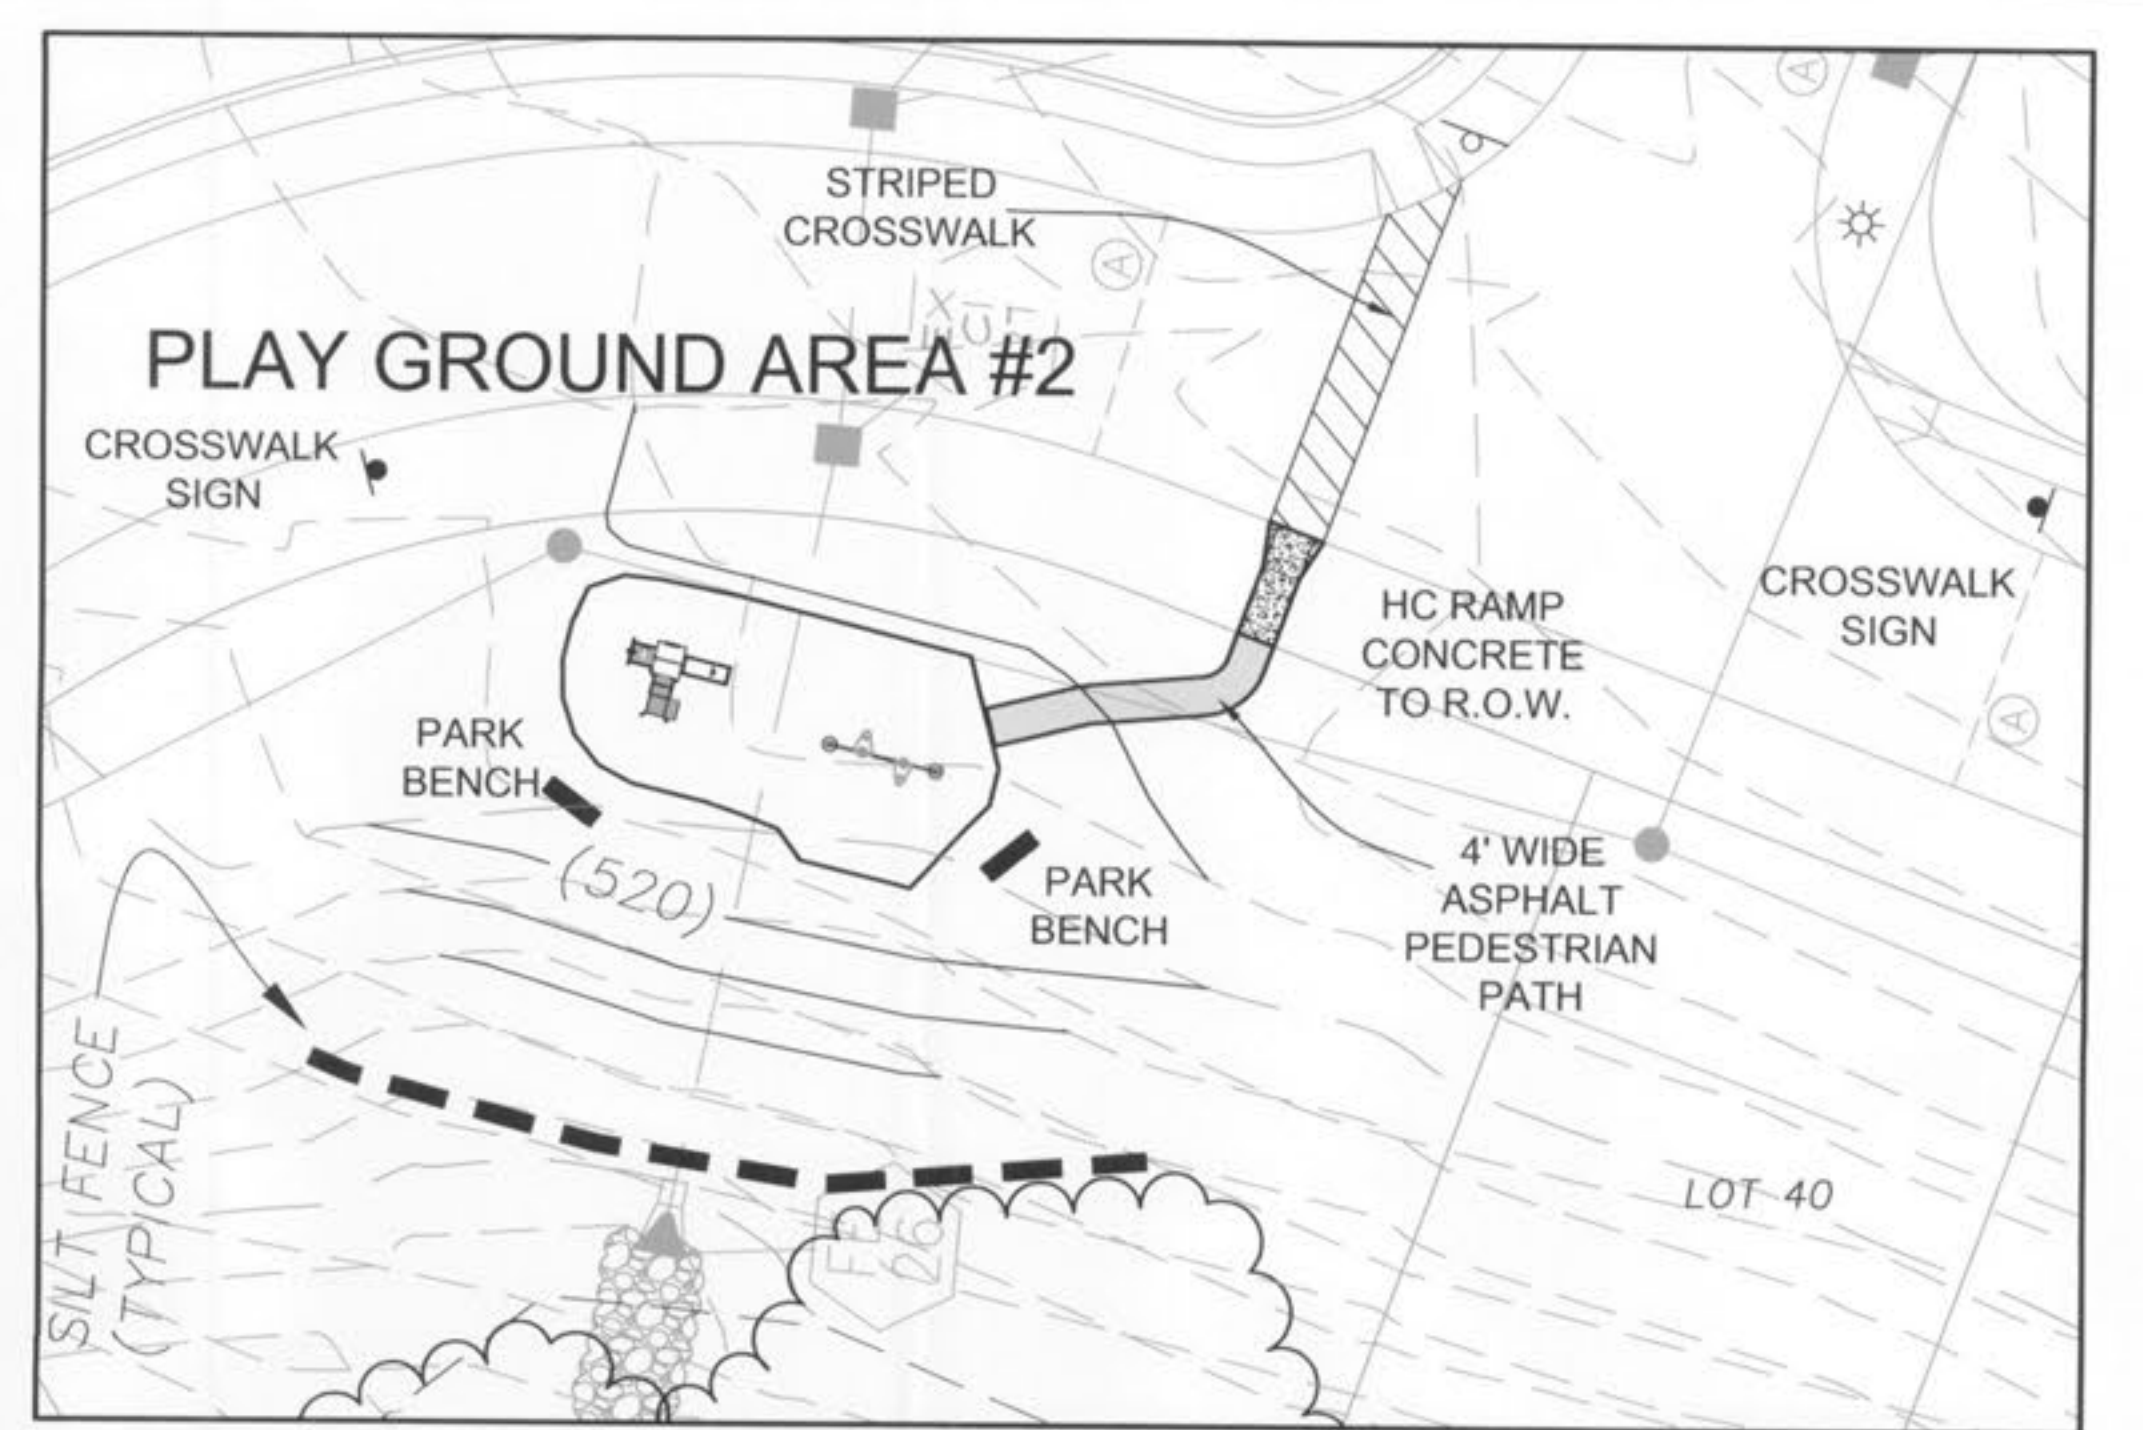 STRIPED
CROSSWALK
A
A
EX
PLAY GROUND AREA #2
CROSSWALK
SIGN
CROSSWALK
SIGN
HC RAMP
CONCRETE
TO R.O.W.
A
PARK
BENCH
(520)
PARK
BENCH
4' WIDE
ASPHALT
PEDESTRIAN
PATH
SILT FENCE
(TYPICAL)
LOT 40